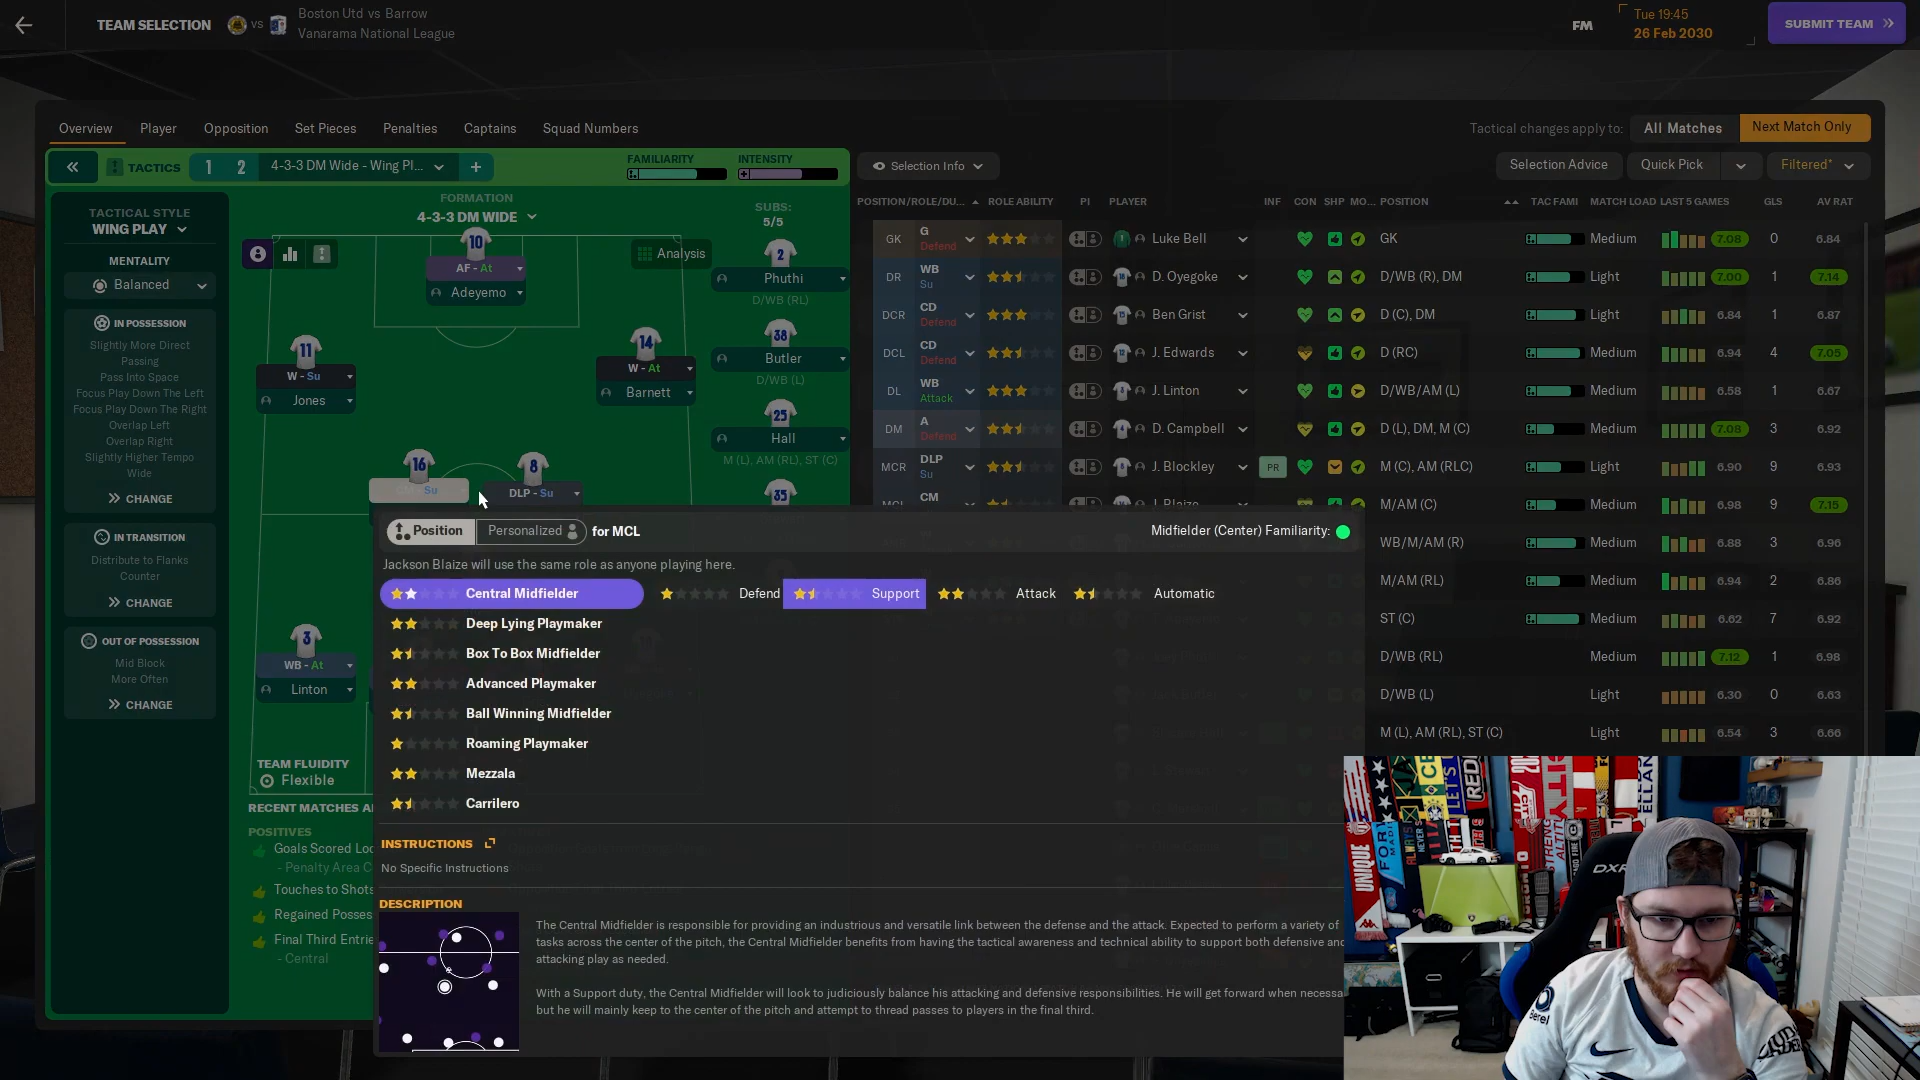 TEAM SELECTION
vs
Boston Utd vs Barrow
Vanarama National League
FM
Tue 19:45
26 Feb 2030
SUBMIT TEAM
Overview
Player
Opposition
Set Pieces
Penalties
Captains
Squad Numbers
Tactical changes apply to:
All Matches
Next Match Only
TACTICS
1
2
4-3-3 DM Wide - Wing Pl...
+
FAMILIARITY
INTENSITY
Selection Info
Selection Advice
Quick Pick
Filtered*
TACTICAL STYLE
WING PLAY
MENTALITY
Balanced
IN POSSESSION
Slightly More Direct
Passing
Pass Into Space
Focus Play Down The Left
Focus Play Down The Right
Overlap Left
Overlap Right
Slightly Higher Tempo
Wide
CHANGE
IN TRANSITION
Distribute to Flanks
Counter
CHANGE
OUT OF POSSESSION
Mid Block
More Often
CHANGE
FORMATION
4-3-3 DM WIDE
SUBS:
5/5
Analysis
10
AF - At
Adeyemo
11
W - Su
Jones
14
W - At
Barnett
16
Su
8
DLP - Su
3
WB - At
Linton
2
Phuthi
D/WB (RL)
38
Butler
D/WB (L)
25
Hall
M (L), AM (RL), ST (C)
35
TEAM FLUIDITY
Flexible
RECENT MATCHES A
POSITIVES
Goals Scored Loc
- Penalty Area C
Touches to Shots
Regained Posses
Final Third Entrie
- Central
POSITION/ROLE/DU... ROLE ABILITY PI PLAYER INF CON SHP MO... POSITION TAC FAMI MATCH LOAD LAST 5 GAMES GLS AV RAT
GK G Defend Luke Bell GK Medium 7.08 0 6.84
DR WB Su D. Oyegoke D/WB (R), DM Light 7.00 1 7.14
DCR CD Defend Ben Grist D (C), DM Light 6.84 1 6.87
DCL CD Defend J. Edwards D (RC) Medium 6.94 4 7.05
DL WB Attack J. Linton D/WB/AM (L) Medium 6.58 1 6.67
DM A Defend D. Campbell D (L), DM, M (C) Medium 7.08 3 6.92
MCR DLP Su J. Blockley PR M (C), AM (RLC) Light 6.90 9 6.93
MCL CM J. Blaize M/AM (C) Medium 6.98 9 7.15
WB/M/AM (R) Medium 6.88 3 6.96
M/AM (RL) Medium 6.94 2 6.86
ST (C) Medium 6.62 7 6.92
D/WB (RL) Medium 7.12 1 6.98
D/WB (L) Light 6.30 0 6.63
M (L), AM (RL), ST (C) Light 6.54 3 6.66
Position
Personalized
for MCL
Midfielder (Center) Familiarity:
Jackson Blaize will use the same role as anyone playing here.
Central Midfielder
Defend
Support
Attack
Automatic
Deep Lying Playmaker
Box To Box Midfielder
Advanced Playmaker
Ball Winning Midfielder
Roaming Playmaker
Mezzala
Carrilero
INSTRUCTIONS
No Specific Instructions
DESCRIPTION
The Central Midfielder is responsible for providing an industrious and versatile link between the defense and the attack. Expected to perform a variety of
tasks across the center of the pitch, the Central Midfielder benefits from having the tactical awareness and technical ability to support both defensive and
attacking play as needed.
With a Support duty, the Central Midfielder will look to judiciously balance his attacking and defensive responsibilities. He will get forward when necessa
but he will mainly keep to the center of the pitch and attempt to thread passes to players in the final third.
UNIQUE
DXR